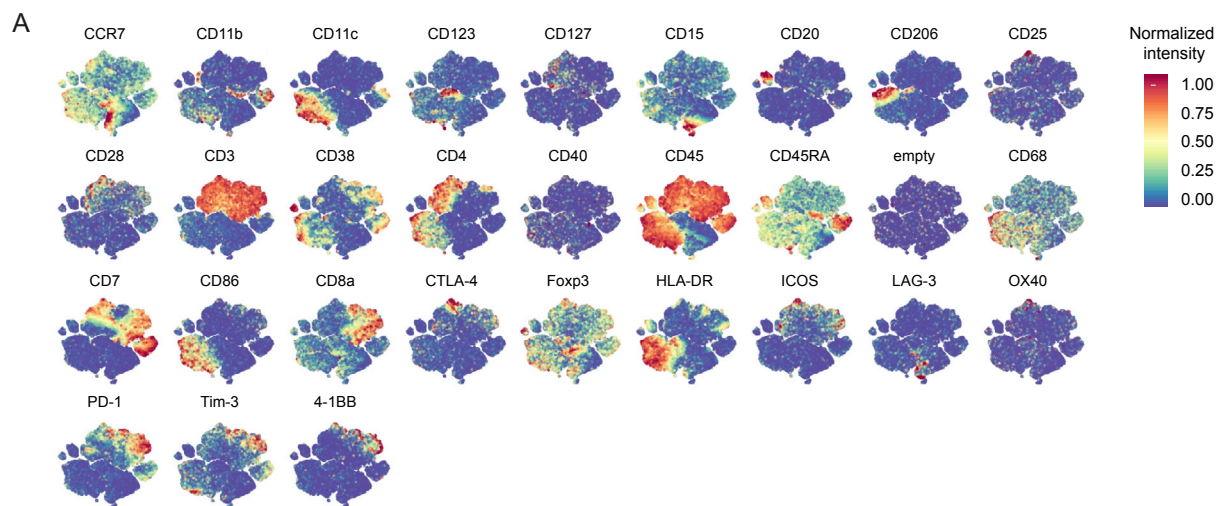 A
CCR7 CD11b CD11c CD123 CD127 CD15 CD20 CD206 CD25
Normalized
intensity
1.00
0.75
0.50
0.25
0.00
CD28 CD3 CD38 CD4 CD40 CD45 CD45RA empty CD68
CD7 CD86 CD8a CTLA-4 Foxp3 HLA-DR ICOS LAG-3 OX40
PD-1 Tim-3 4-1BB